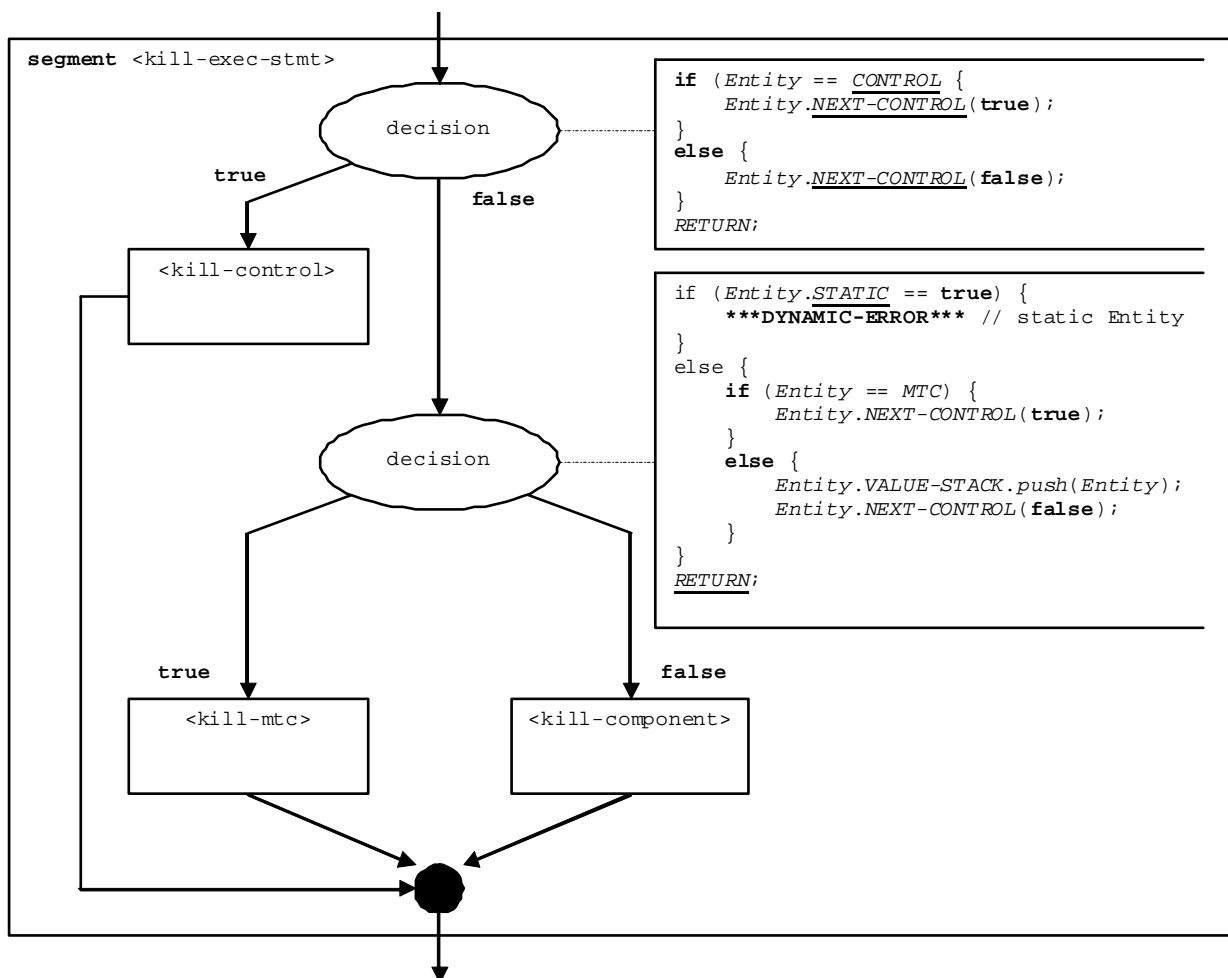 segment <kill-exec-stmt>
decision
if (Entity == CONTROL {
Entity.NEXT-CONTROL(true);
}
else {
Entity.NEXT-CONTROL(false);
}
RETURN;
true
false
<kill-control>
if (Entity.STATIC == true) {
***DYNAMIC-ERROR*** // static Entity
}
else {
if (Entity == MTC) {
Entity.NEXT-CONTROL(true);
}
else {
Entity.VALUE-STACK.push(Entity);
Entity.NEXT-CONTROL(false);
}
}
RETURN;
decision
true
false
<kill-mtc>
<kill-component>